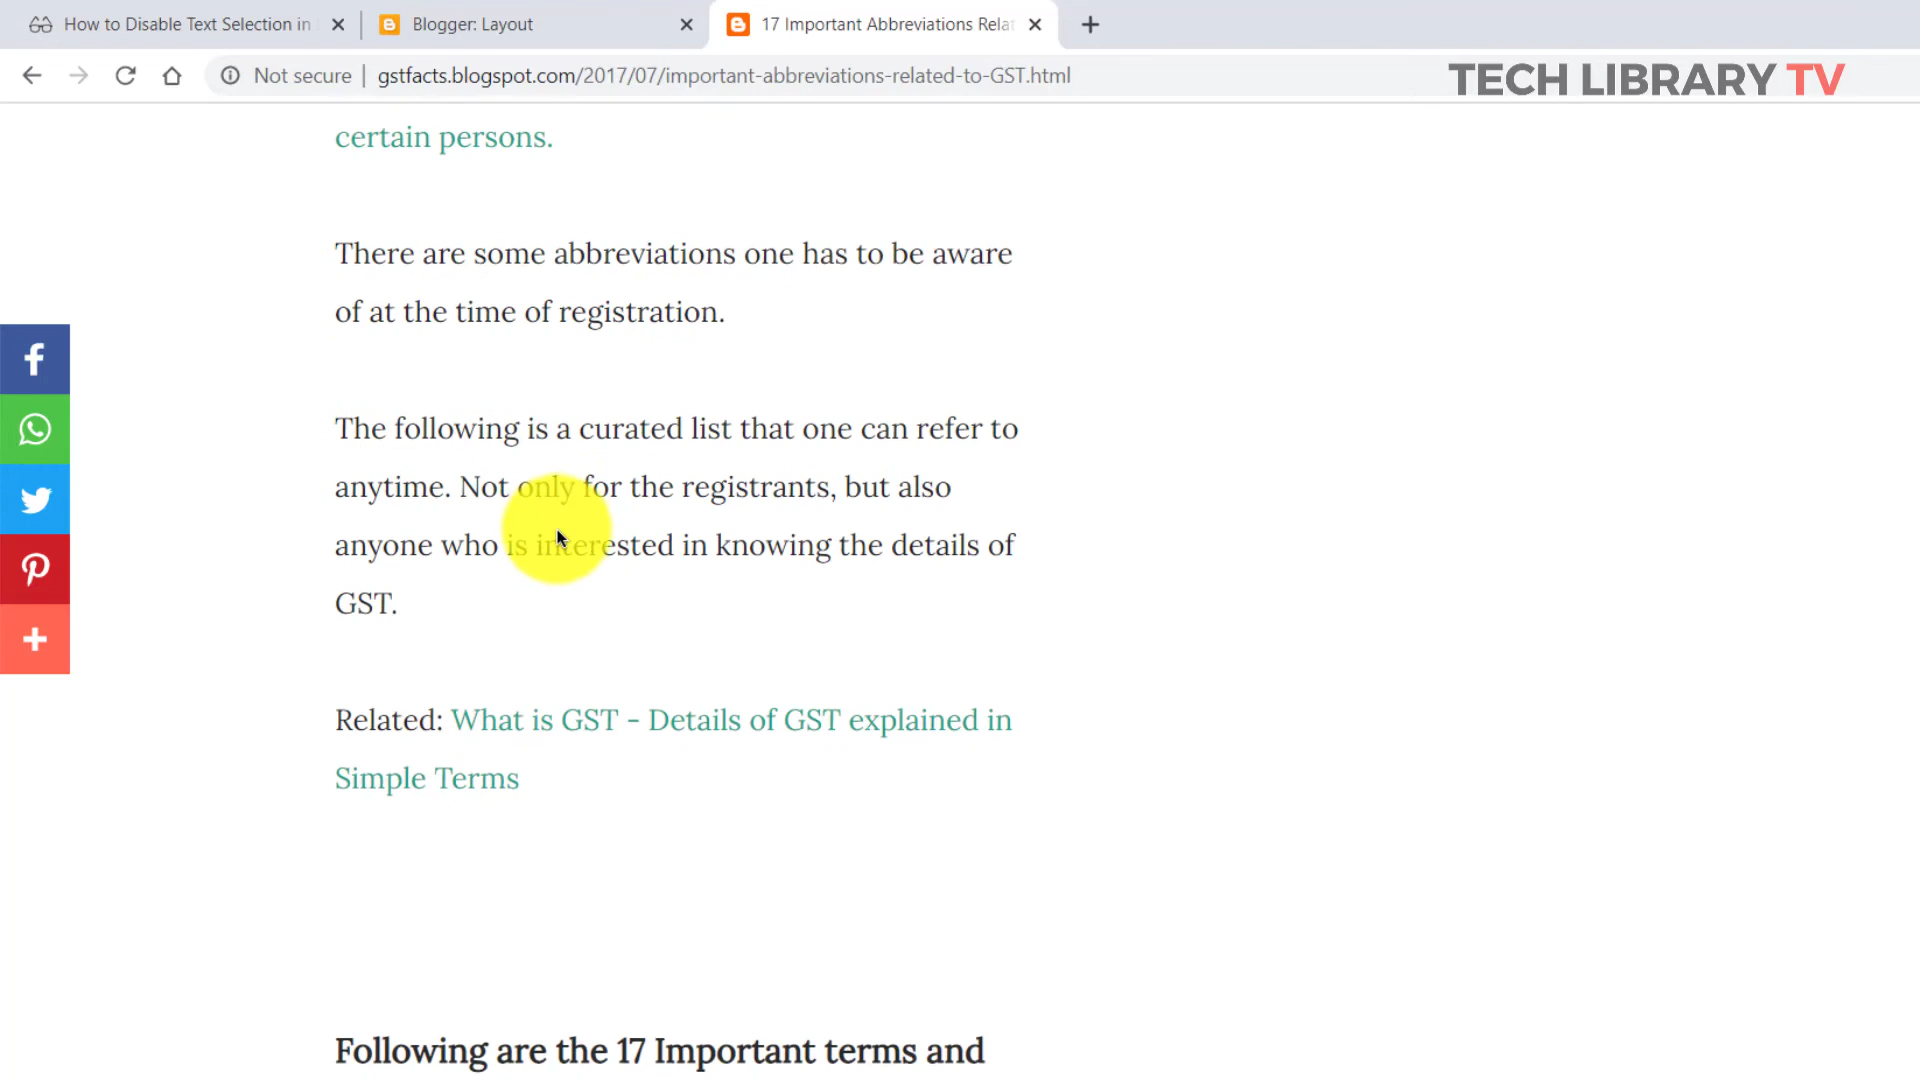 How to Disable Text Selection in
Blogger: Layout
17 Important Abbreviations Rela
Not secure | gstfacts.blogspot.com/2017/07/important-abbreviations-related-to-GST.html
TECH LIBRARY TV
certain persons.
There are some abbreviations one has to be aware
of at the time of registration.
The following is a curated list that one can refer to
anytime. Not only for the registrants, but also
anyone who is interested in knowing the details of
GST.
Related: What is GST - Details of GST explained in
Simple Terms
Following are the 17 Important terms and